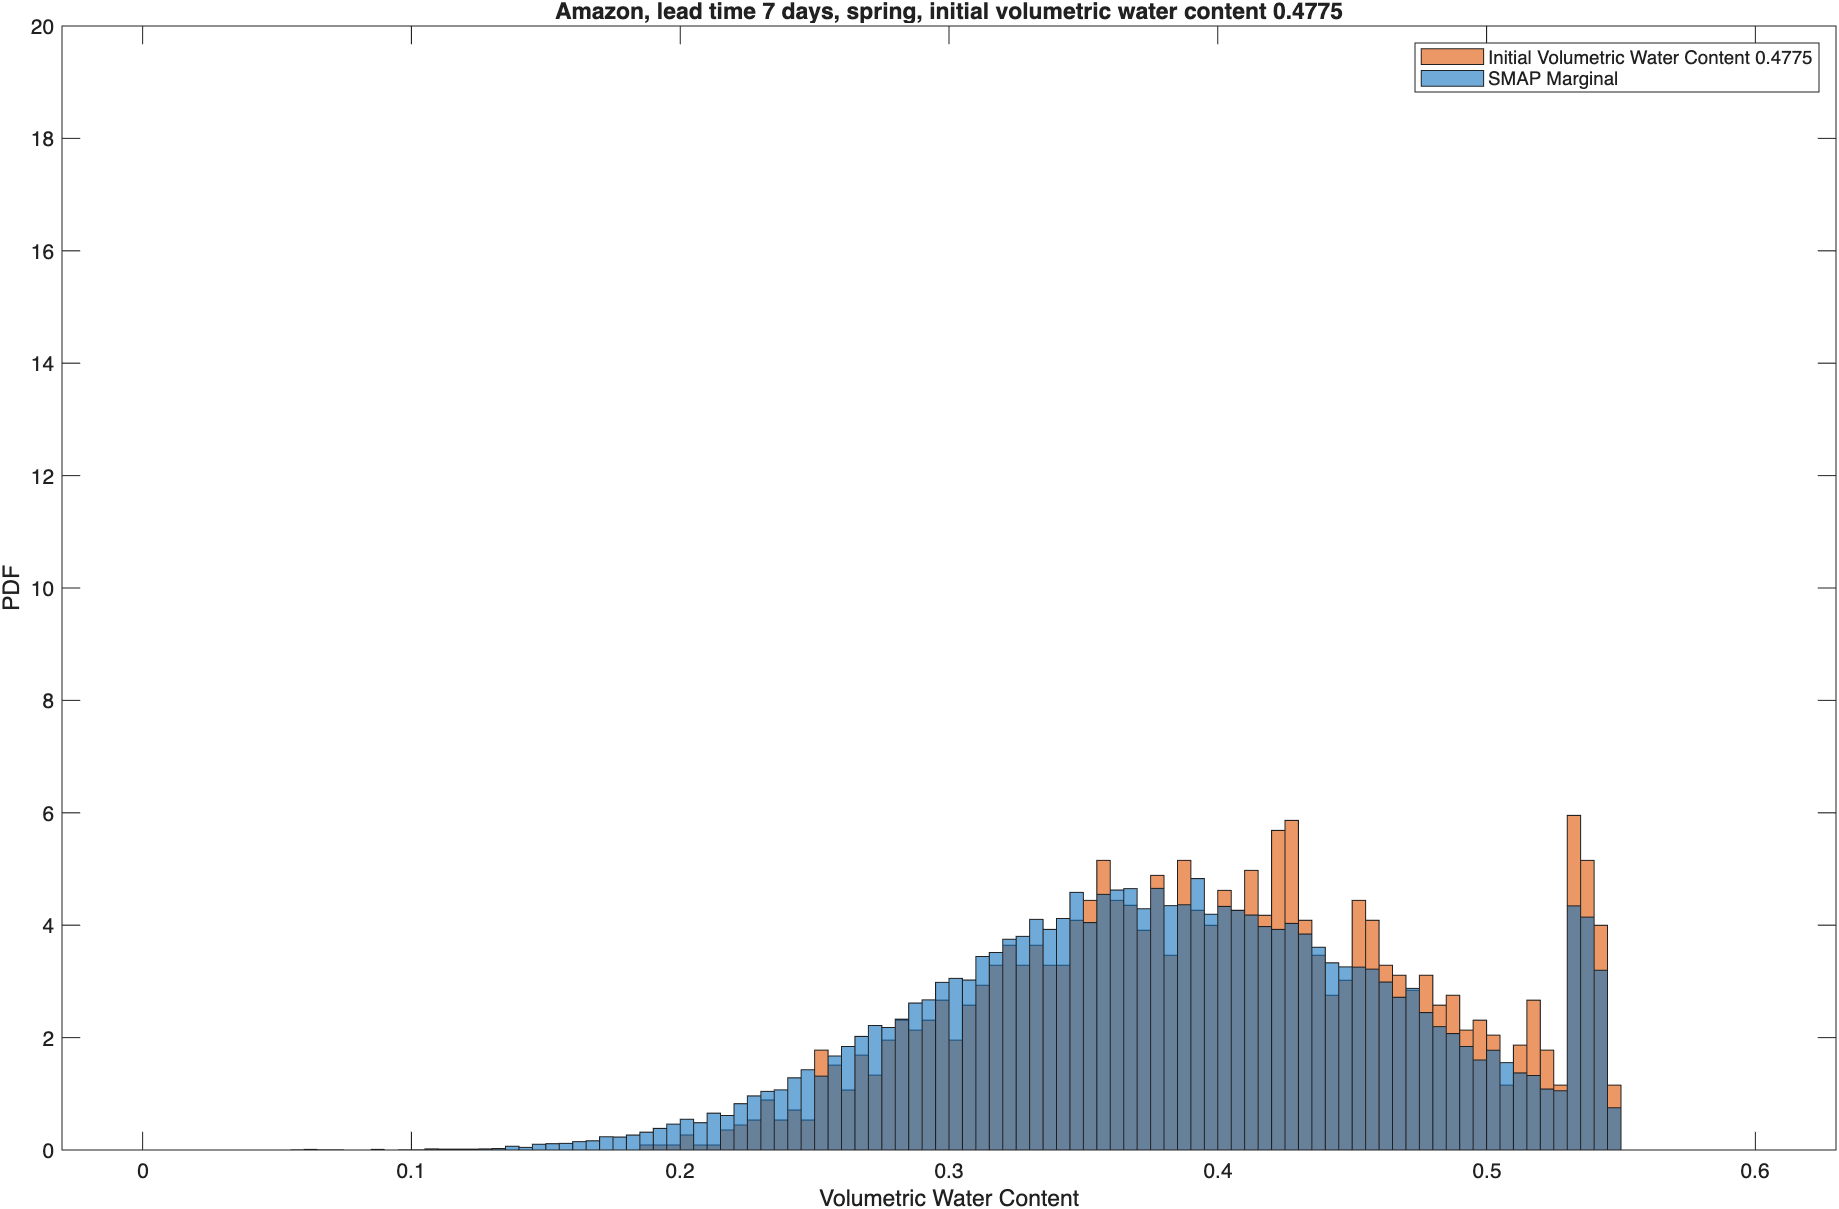 Amazon, lead time 7 days, spring, initial volumetric water content 0.4775
Initial Volumetric Water Content 0.4775
SMAP Marginal
20
18
16
14
12
10
8
6
4
2
0
PDF
0 0.1 0.2 0.3 0.4 0.5 0.6
Volumetric Water Content